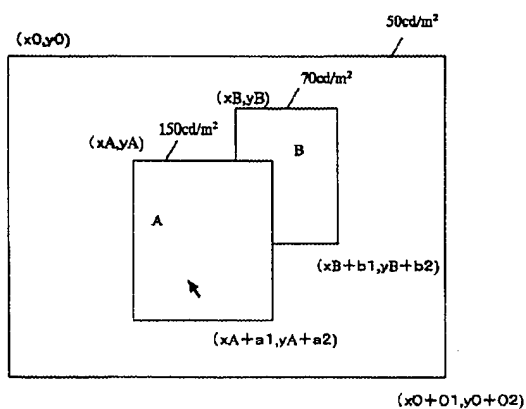 50cd/m²
(x0,y0)
70cd/m²
(xB,yB)
150cd/m²
(xA,yA)
B
A
(xB+b1,yB+b2)
(xA+a1,yA+a2)
(x0+01,y0+02)